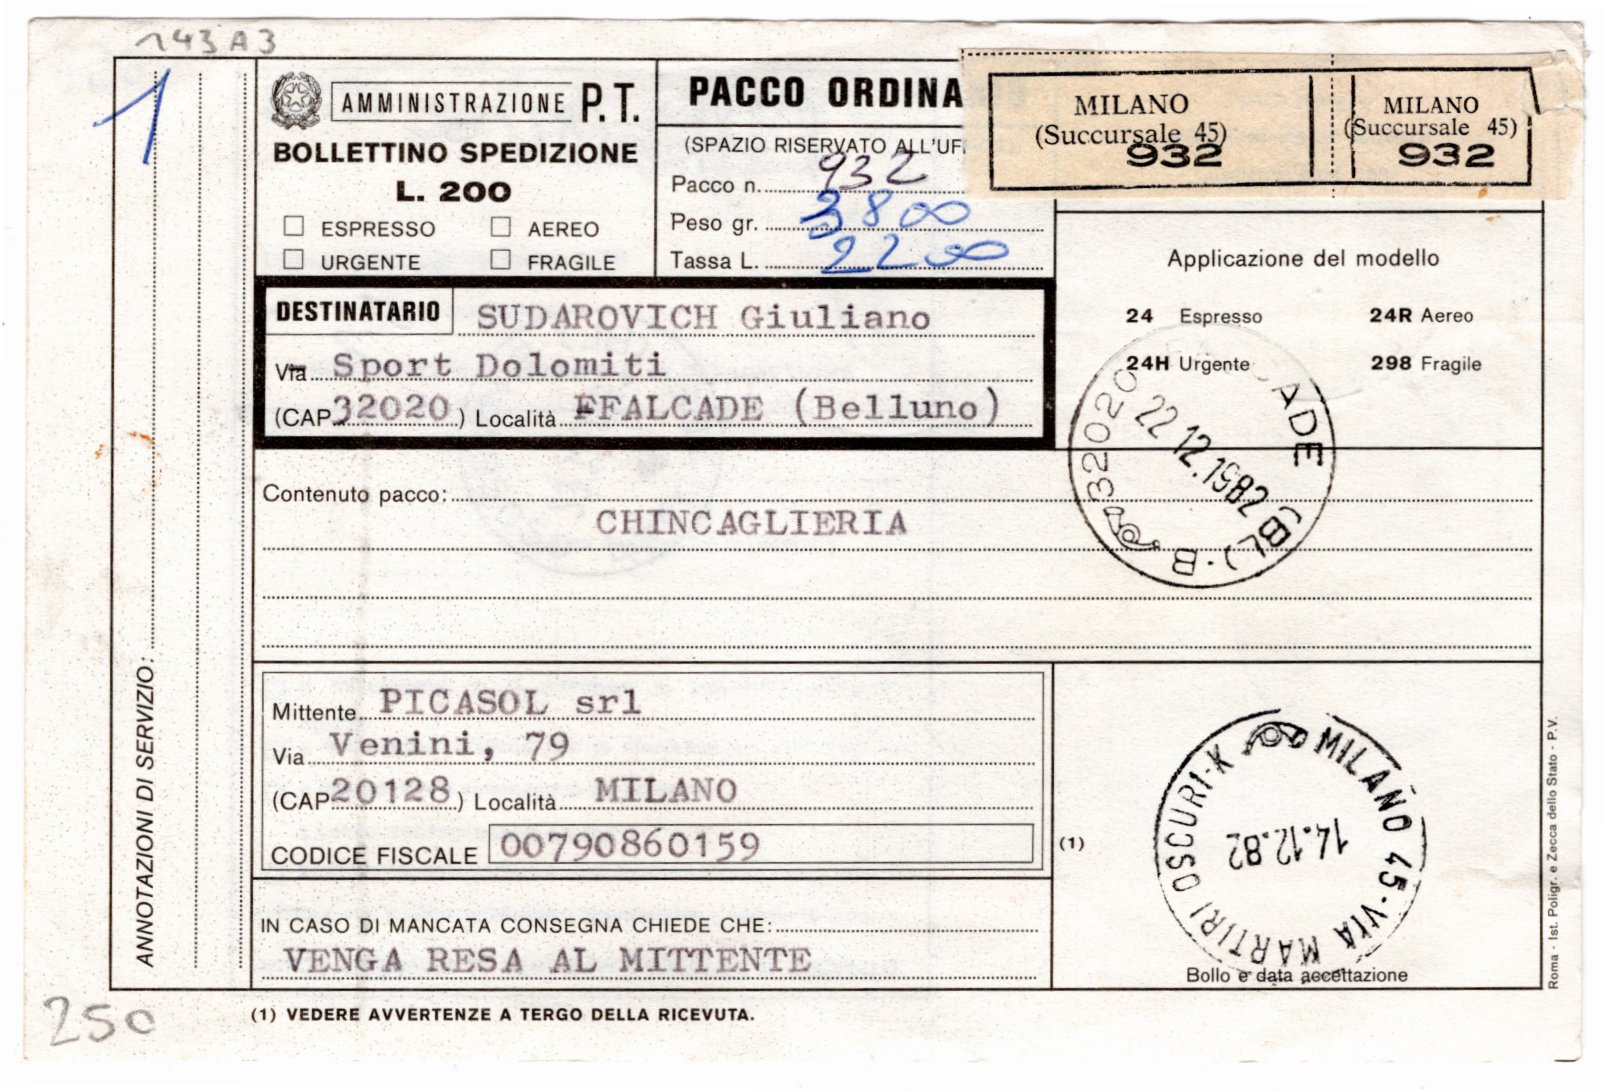 143A3
1
AMMINISTRAZIONE P.T.
BOLLETTINO SPEDIZIONE
L. 200
ESPRESSO
AEREO
URGENTE
FRAGILE
PACCO ORDINA
(SPAZIO RISERVATO ALL'UF.
Pacco n. 932
Peso gr. 3800
Tassa L. 2200
MILANO
(Succursale 45)
932
MILANO
(Succursale 45)
932
Applicazione del modello
24 Espresso
24R Aereo
24H Urgente
298 Fragile
DESTINATARIO SUDAROVICH Giuliano
Via Sport Dolomiti
(CAP 32020) Località FFALCADE (Belluno)
32020 CADE (BL)·B
22 12.1982
Contenuto pacco:
CHINCAGLIERIA
ANNOTAZIONI DI SERVIZIO:
Mittente PICASOL srl
Via Venini, 79
(CAP 20128) Località MILANO
CODICE FISCALE 00790860159
IN CASO DI MANCATA CONSEGNA CHIEDE CHE:
VENGA RESA AL MITTENTE
(1)
MILANO 45·VIA MARTIRI OSCURI·K
14.12.82
Bollo e data accettazione
Roma - Ist. Poligr. e Zecca dello Stato - P.V.
250
(1) VEDERE AVVERTENZE A TERGO DELLA RICEVUTA.